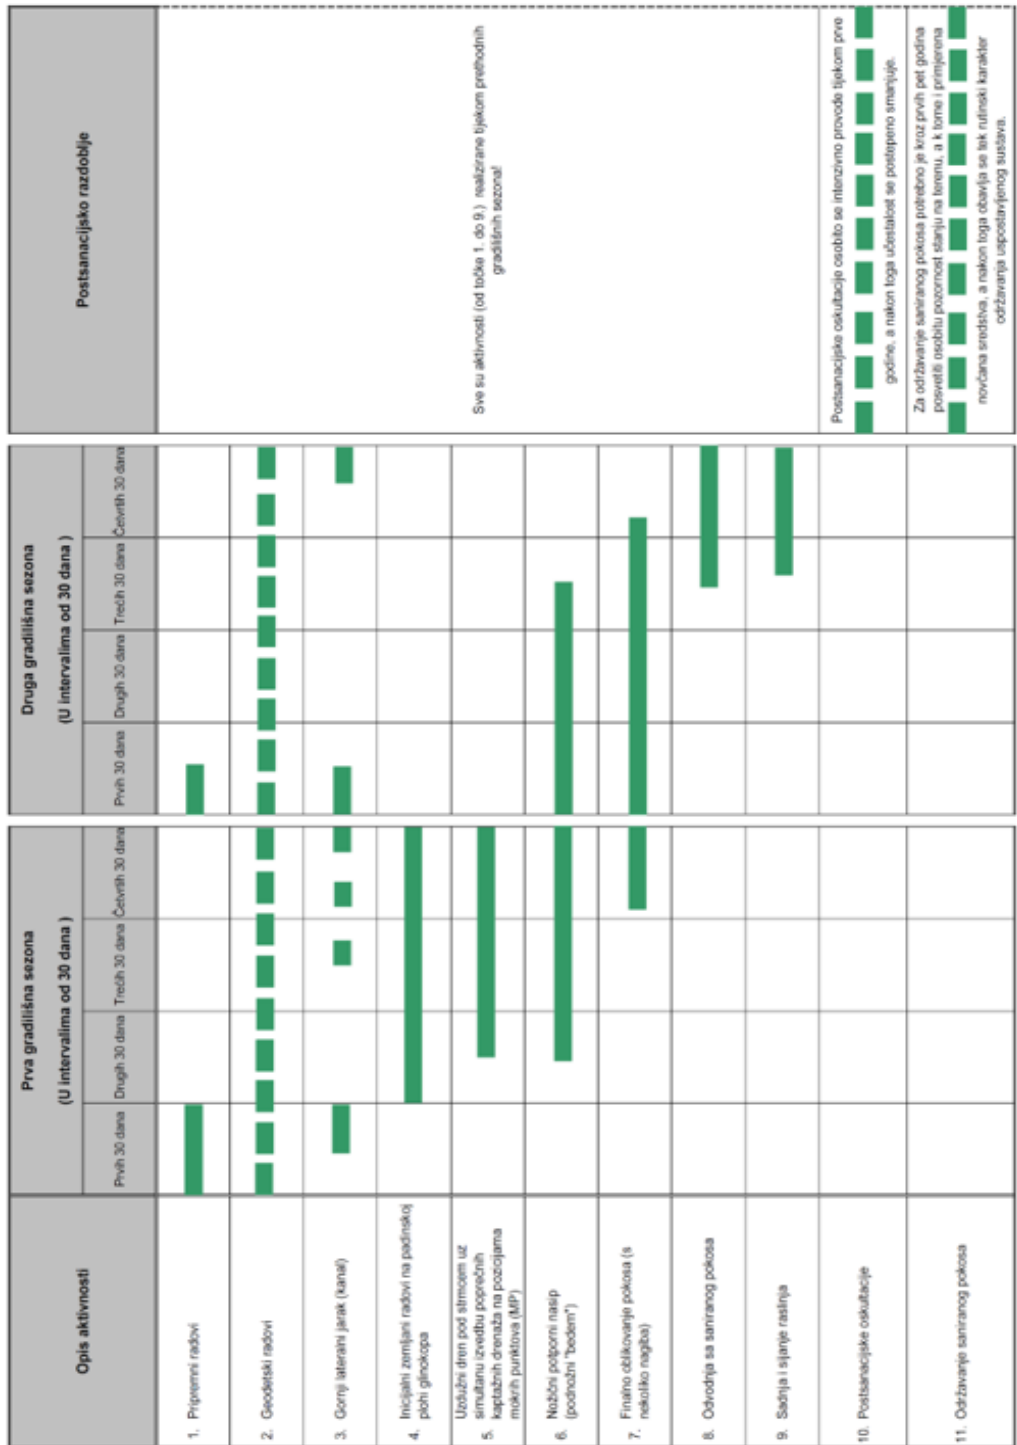 Opis aktivnosti
Prva gradilišna sezona
(U intervalima od 30 dana )
Prvih 30 dana
Drugih 30 dana
Trećih 30 dana
Četvrtih 30 dana
Druga gradilišna sezona
(U intervalima od 30 dana )
Prvih 30 dana
Drugih 30 dana
Trećih 30 dana
Četvrtih 30 dana
Postsanacijsko razdoblje
1. Pripremni radovi
2. Geodetski radovi
3. Gornji lateralni jarak (kanal)
4. Inicijalni zemljani radovi na padinskoj
plohi glinokopa
5. Uzdužni dren pod strmcem uz
simultanu izvedbu poprečnih
kaptažnih drenaža na pozicijama
mokrih punktova (MP)
6. Nožični potporni nasip
(podnožni "bedem")
7. Finalno oblikovanje pokosa (s
nekoliko nagiba)
8. Odvodnja sa saniranog pokosa
9. Sadnja i sijanje raslinja
Sve su aktivnosti (od točke 1. do 9.) realizirane tijekom prethodnih
gradilišnih sezona!
10. Postsanacijske oskultacije
Postsanacijske oskultacije osobito se intenzivno provode tijekom prve
godine, a nakon toga učestalost se postepeno smanjuje.
11. Održavanje saniranog pokosa
Za održavanje saniranog pokosa potrebno je kroz prvih pet godina
posvetiti osobitu pozornost stanju na terenu, a k tome i primjerena
novčana sredstva, a nakon toga obavlja se tek rutinski karakter
održavanja uspostavljenog sustava.